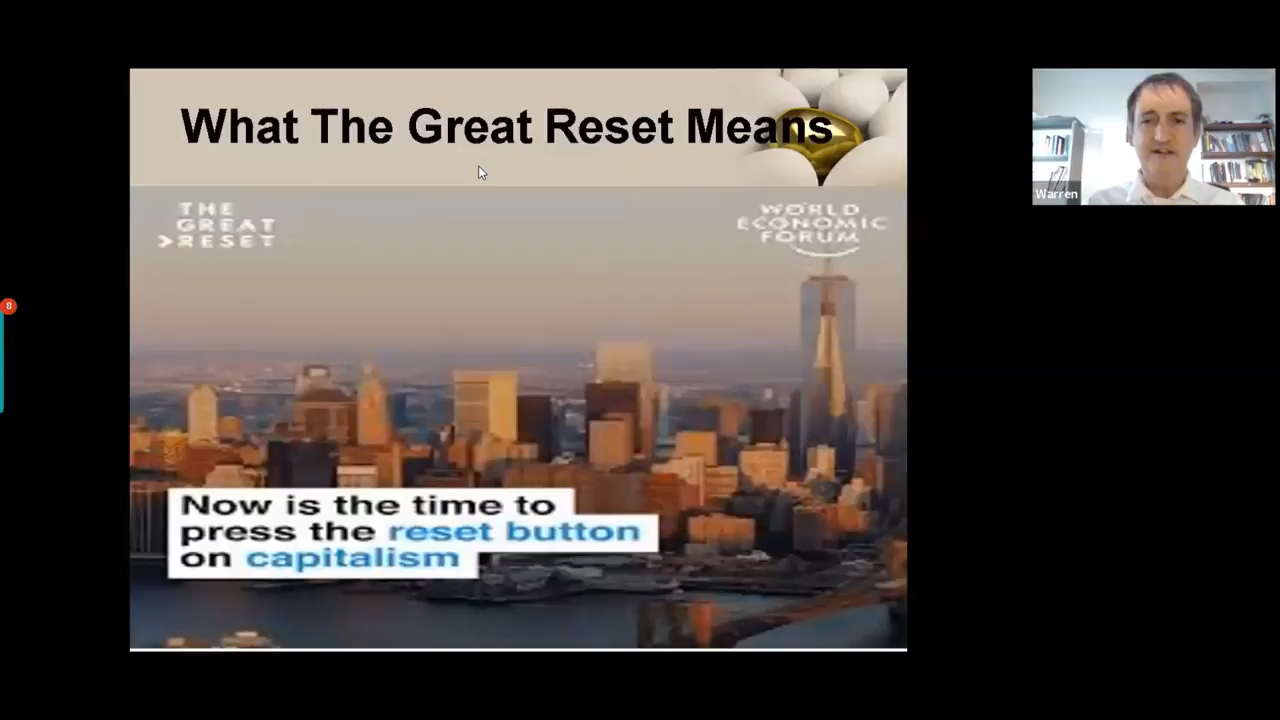 What The Great Reset Means
THE
GREAT
>RESET
WORLD
ECONOMIC
FORUM
Now is the time to
press the reset button
on capitalism
Warren
8